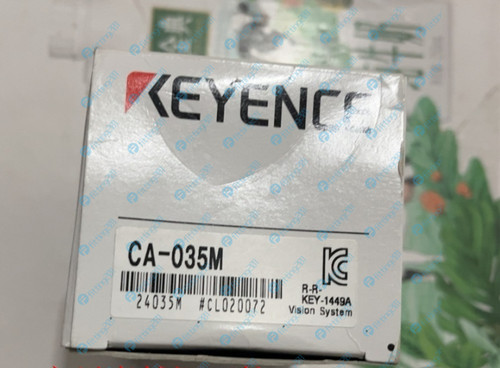 KEYENCE
CA-035M
24035M #CL020072
R-R-
KEY-1449A
Vision System